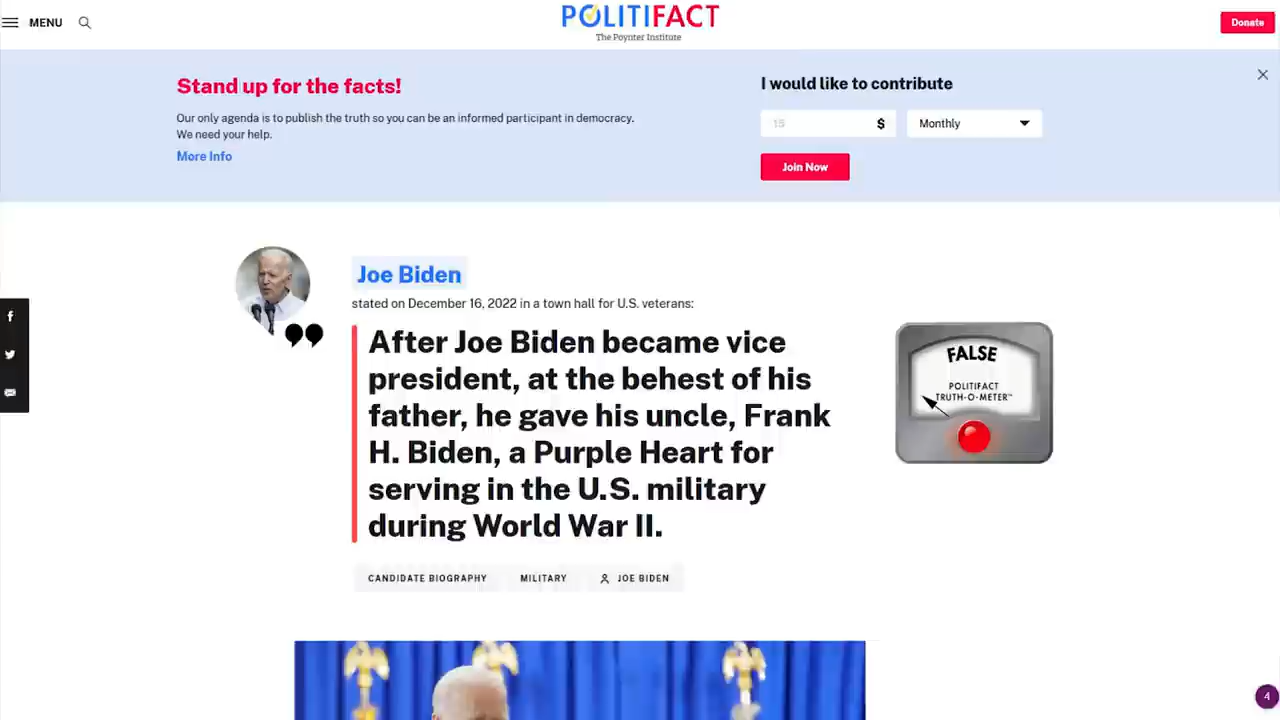 MENU
POLITIFACT
The Poynter Institute
Donate
Stand up for the facts!
Our only agenda is to publish the truth so you can be an informed participant in democracy.
We need your help.
More Info
I would like to contribute
15 $ Monthly
Join Now
Joe Biden
stated on December 16, 2022 in a town hall for U.S. veterans:
After Joe Biden became vice
president, at the behest of his
father, he gave his uncle, Frank
H. Biden, a Purple Heart for
serving in the U.S. military
during World War II.
FALSE
POLITIFACT
TRUTH-O-METER™
CANDIDATE BIOGRAPHY MILITARY JOE BIDEN
4